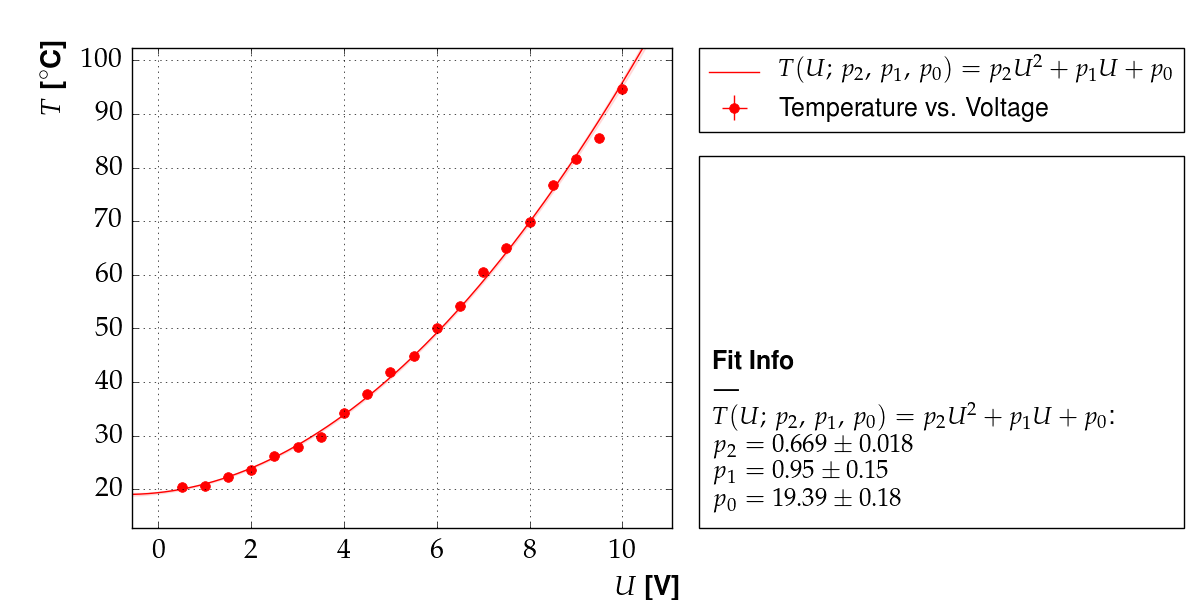 T [°C]
100
90
80
70
60
50
40
30
20
0 2 4 6 8 10
U [V]
T(U; p₂, p₁, p₀) = p₂U² + p₁U + p₀
Temperature vs. Voltage
Fit Info
—
T(U; p₂, p₁, p₀) = p₂U² + p₁U + p₀:
p₂ = 0.669 ± 0.018
p₁ = 0.95 ± 0.15
p₀ = 19.39 ± 0.18